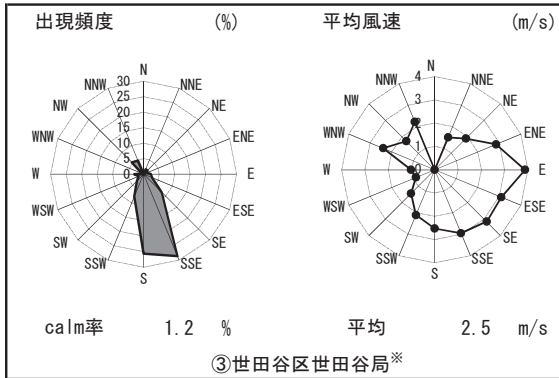 出現頻度 (%)
N
NNE
NE
ENE
E
ESE
SE
SSE
S
SSW
SW
WSW
W
WNW
NW
NNW
30
25
20
15
10
5
0
calm率 1.2 %
平均風速 (m/s)
N
NNE
NE
ENE
E
ESE
SE
SSE
S
SSW
SW
WSW
W
WNW
NW
NNW
4
3
2
1
0
平均 2.5 m/s
③世田谷区世田谷局※